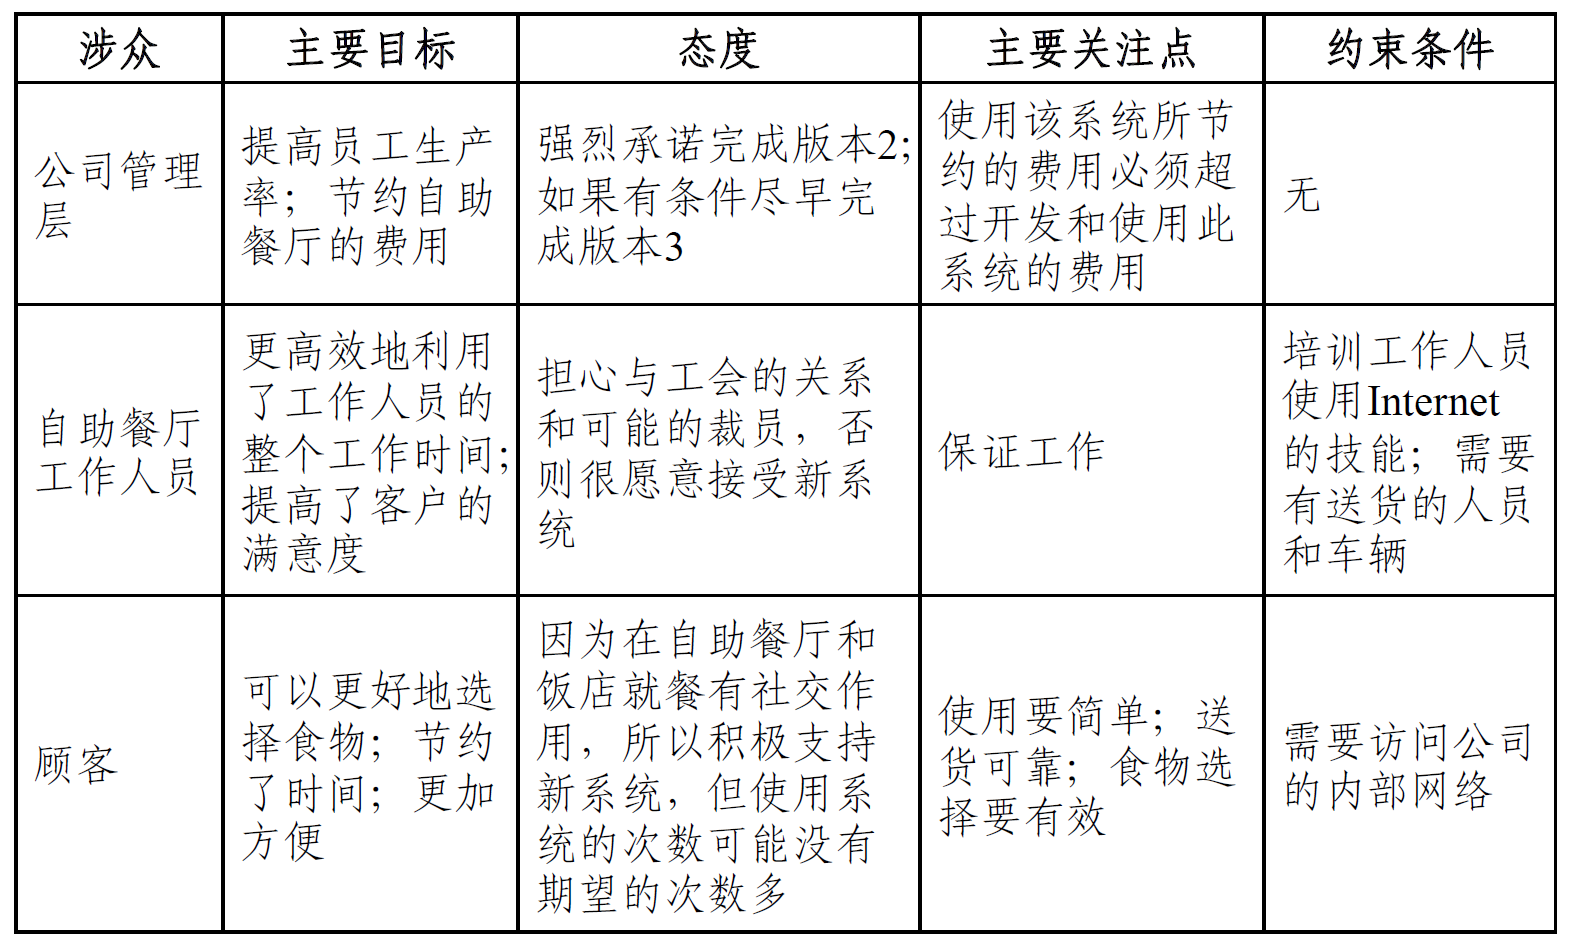 涉众
主要目标
态度
主要关注点
约束条件
公司管理
层
提高员工生产
率；节约自助
餐厅的费用
强烈承诺完成版本2；
如果有条件尽早完
成版本3
使用该系统所节
约的费用必须超
过开发和使用此
系统的费用
无
自助餐厅
工作人员
更高效地利用
了工作人员的
整个工作时间；
提高了客户的
满意度
担心与工会的关系
和可能的裁员，否
则很愿意接受新系
统
保证工作
培训工作人员
使用Internet
的技能；需要
有送货的人员
和车辆
顾客
可以更好地选
择食物；节约
了时间；更加
方便
因为在自助餐厅和
饭店就餐有社交作
用，所以积极支持
新系统，但使用系
统的次数可能没有
期望的次数多
使用要简单；送
货可靠；食物选
择要有效
需要访问公司
的内部网络